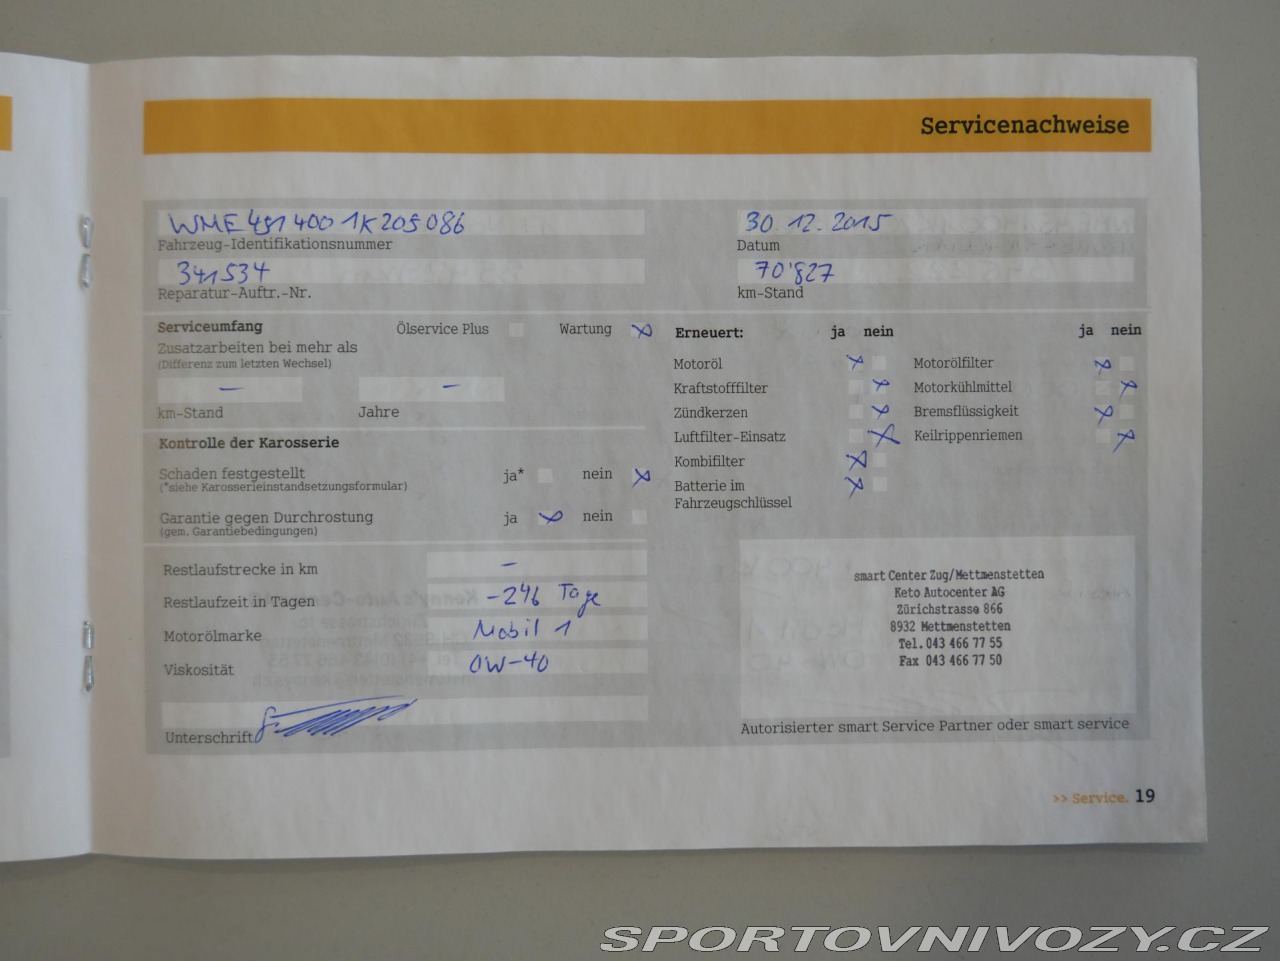 Servicenachweise
WME 451 400 1K 205 086
Fahrzeug-Identifikationsnummer
30 12. 2015
Datum
341534
Reparatur-Auftr.-Nr.
70'827
km-Stand
Serviceumfang
Ölservice Plus
Wartung x
Zusatzarbeiten bei mehr als
(Differenz zum letzten Wechsel)
– –
km-Stand Jahre
Kontrolle der Karosserie
Schaden festgestellt ja* nein x
(*siehe Karosserieinstandsetzungsformular)
Garantie gegen Durchrostung ja x nein
(gem. Garantiebedingungen)
Restlaufstrecke in km –
Restlaufzeit in Tagen -246 Tage
Motorölmarke Mobil 1
Viskosität 0W-40
Unterschrift
Erneuert: ja nein
Motoröl x
Kraftstofffilter x
Zündkerzen x
Luftfilter-Einsatz x
Kombifilter x
Batterie im x
Fahrzeugschlüssel
ja nein
Motorölfilter x
Motorkühlmittel x
Bremsflüssigkeit x
Keilrippenriemen x
smart Center Zug/Mettmenstetten
Keto Autocenter AG
Zürichstrasse 866
8932 Mettmenstetten
Tel. 043 466 77 55
Fax 043 466 77 50
Autorisierter smart Service Partner oder smart service
>> Service. 19
SPORTOVNIVOZY.CZ